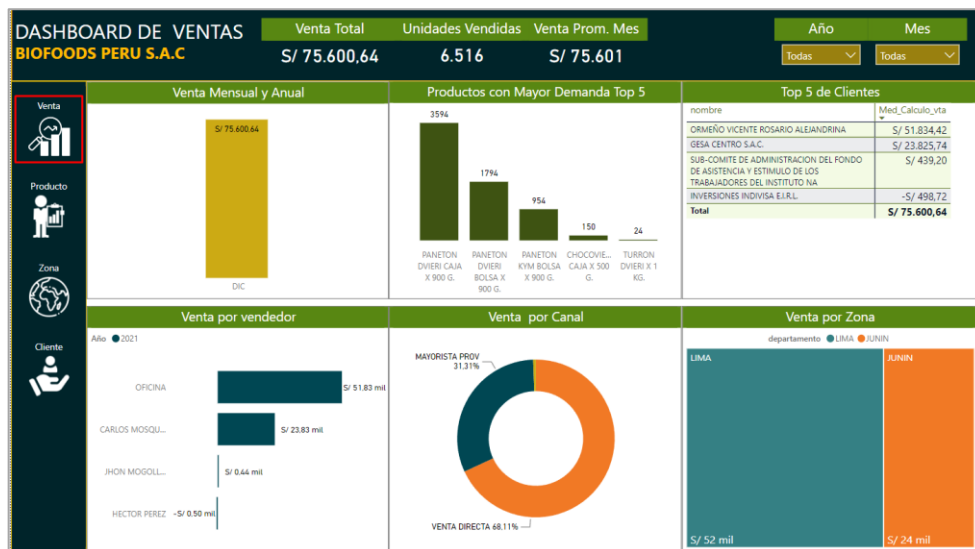 DASHBOARD DE VENTAS
BIOFOODS PERU S.A.C
Venta Total
S/ 75.600,64
Unidades Vendidas
6.516
Venta Prom. Mes
S/ 75.601
Año
Todas
Mes
Todas
Venta
Producto
Zona
Cliente
Venta Mensual y Anual
S/ 75.600,64
DIC
Productos con Mayor Demanda Top 5
3594
1794
954
150
24
PANETON
DVIERI CAJA
X 900 G.
PANETON
DVIERI
BOLSA X
900 G.
PANETON
KYM BOLSA
X 900 G.
CHOCOVIE...
CAJA X 500
G.
TURRON
DVIERI X 1
KG.
Top 5 de Clientes
nombre Med_Calculo_vta
ORMEÑO VICENTE ROSARIO ALEJANDRINA S/ 51.834,42
GESA CENTRO S.A.C. S/ 23.825,74
SUB-COMITE DE ADMINISTRACION DEL FONDO S/ 439,20
DE ASISTENCIA Y ESTIMULO DE LOS
TRABAJADORES DEL INSTITUTO NA
INVERSIONES INDIVISA E.I.R.L. -S/ 498,72
Total S/ 75.600,64
Venta por vendedor
Año 2021
OFICINA S/ 51.83 mil
CARLOS MOSQU... S/ 23.83 mil
JHON MOGOLL... S/ 0.44 mil
HECTOR PEREZ -S/ 0.50 mil
Venta por Canal
MAYORISTA PROV
31.31%
VENTA DIRECTA 68.11%
Venta por Zona
departamento LIMA JUNIN
LIMA
S/ 52 mil
JUNIN
S/ 24 mil